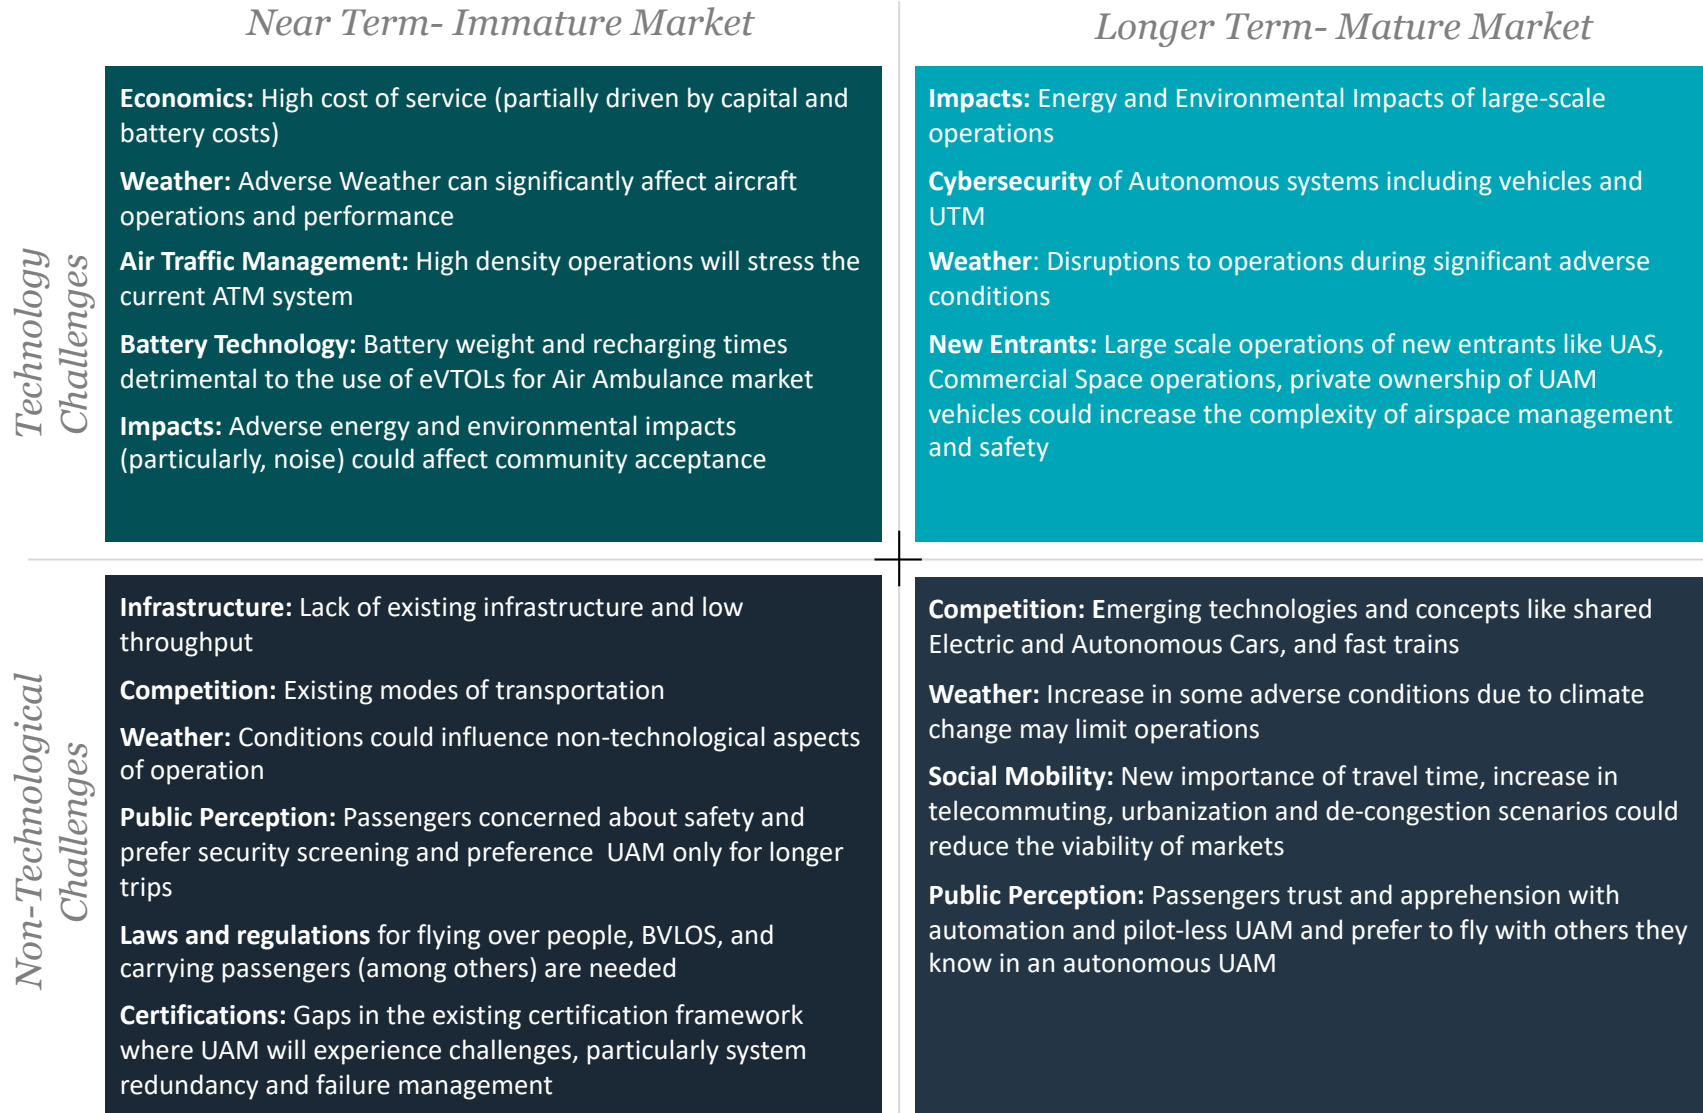 Near Term- Immature Market
Longer Term- Mature Market
Technology
Challenges
Economics: High cost of service (partially driven by capital and
battery costs)
Weather: Adverse Weather can significantly affect aircraft
operations and performance
Air Traffic Management: High density operations will stress the
current ATM system
Battery Technology: Battery weight and recharging times
detrimental to the use of eVTOLs for Air Ambulance market
Impacts: Adverse energy and environmental impacts
(particularly, noise) could affect community acceptance
Impacts: Energy and Environmental Impacts of large-scale
operations
Cybersecurity of Autonomous systems including vehicles and
UTM
Weather: Disruptions to operations during significant adverse
conditions
New Entrants: Large scale operations of new entrants like UAS,
Commercial Space operations, private ownership of UAM
vehicles could increase the complexity of airspace management
and safety
Non-Technological
Challenges
Infrastructure: Lack of existing infrastructure and low
throughput
Competition: Existing modes of transportation
Weather: Conditions could influence non-technological aspects
of operation
Public Perception: Passengers concerned about safety and
prefer security screening and preference  UAM only for longer
trips
Laws and regulations for flying over people, BVLOS, and
carrying passengers (among others) are needed
Certifications: Gaps in the existing certification framework
where UAM will experience challenges, particularly system
redundancy and failure management
Competition: Emerging technologies and concepts like shared
Electric and Autonomous Cars, and fast trains
Weather: Increase in some adverse conditions due to climate
change may limit operations
Social Mobility: New importance of travel time, increase in
telecommuting, urbanization and de-congestion scenarios could
reduce the viability of markets
Public Perception: Passengers trust and apprehension with
automation and pilot-less UAM and prefer to fly with others they
know in an autonomous UAM